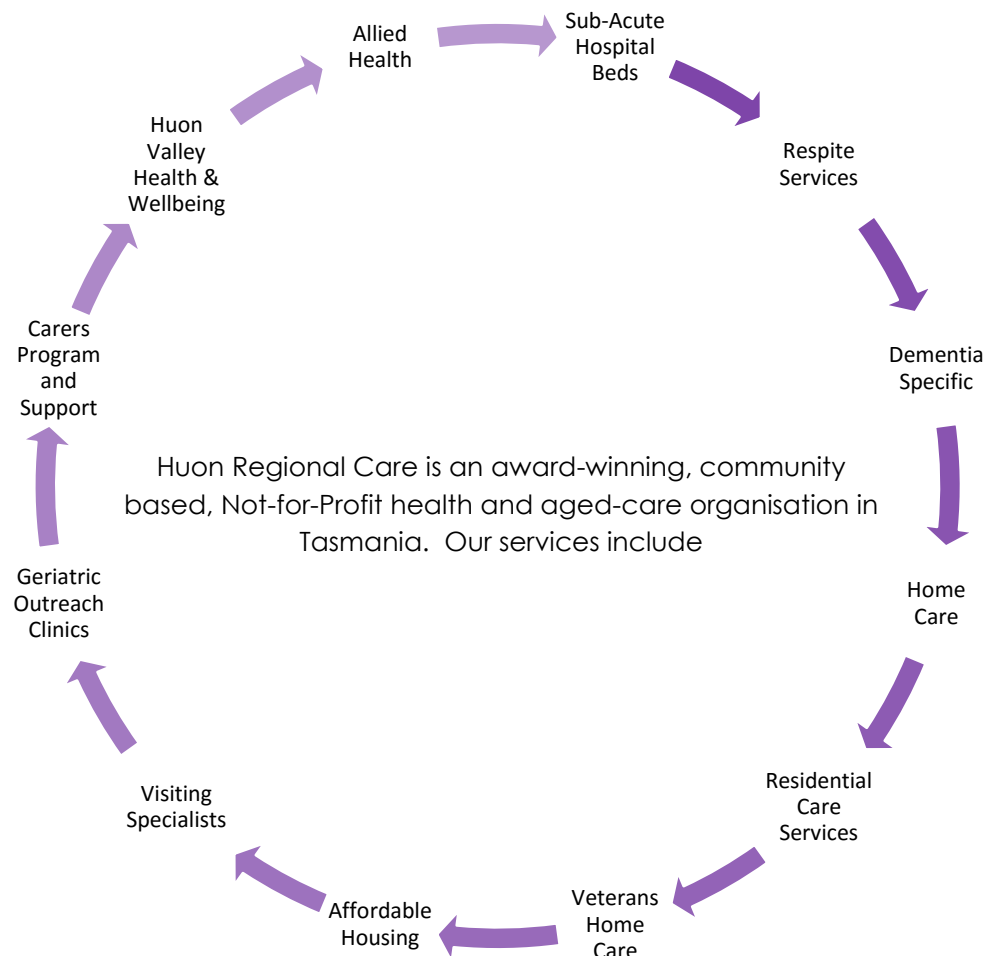 Sub-Acute
Hospital
Beds
Respite
Services
Dementia
Specific
Home
Care
Residential
Care
Services
Veterans
Home
Care
Affordable
Housing
Visiting
Specialists
Geriatric
Outreach
Clinics
Carers
Program
and
Support
Huon
Valley
Health &
Wellbeing
Allied
Health
Huon Regional Care is an award-winning, community
based, Not-for-Profit health and aged-care organisation in
Tasmania.  Our services include